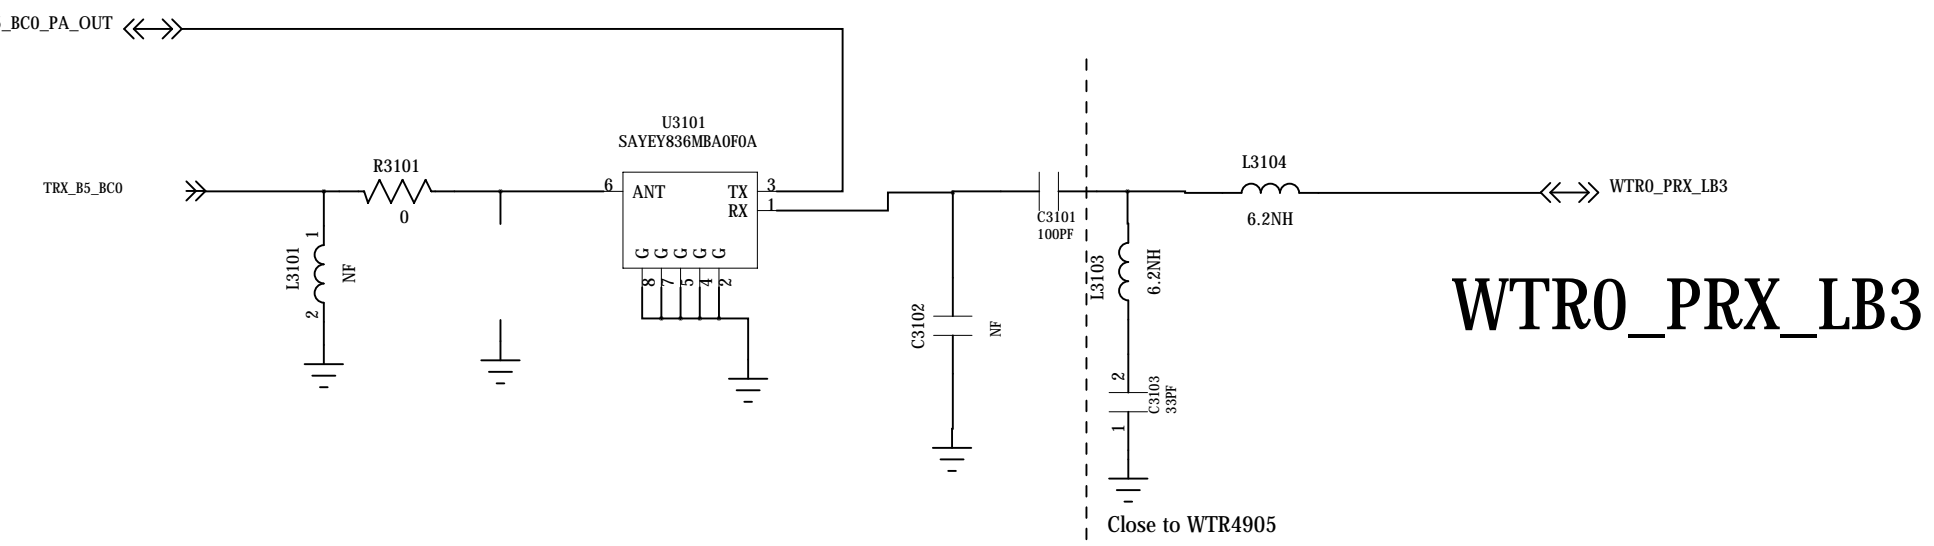 _BC0_PA_OUT
U3101
SAYEY836MBA0F0A
R3101
0
TRX_B5_BC0
6
ANT
TX
3
RX
1
G
G
G
G
G
8
7
5
4
2
L3101
1
2
NF
C3102
NF
C3101
100PF
L3104
6.2NH
WTR0_PRX_LB3
L3103
6.2NH
2
1
C3103
33PF
WTR0_PRX_LB3
Close to WTR4905